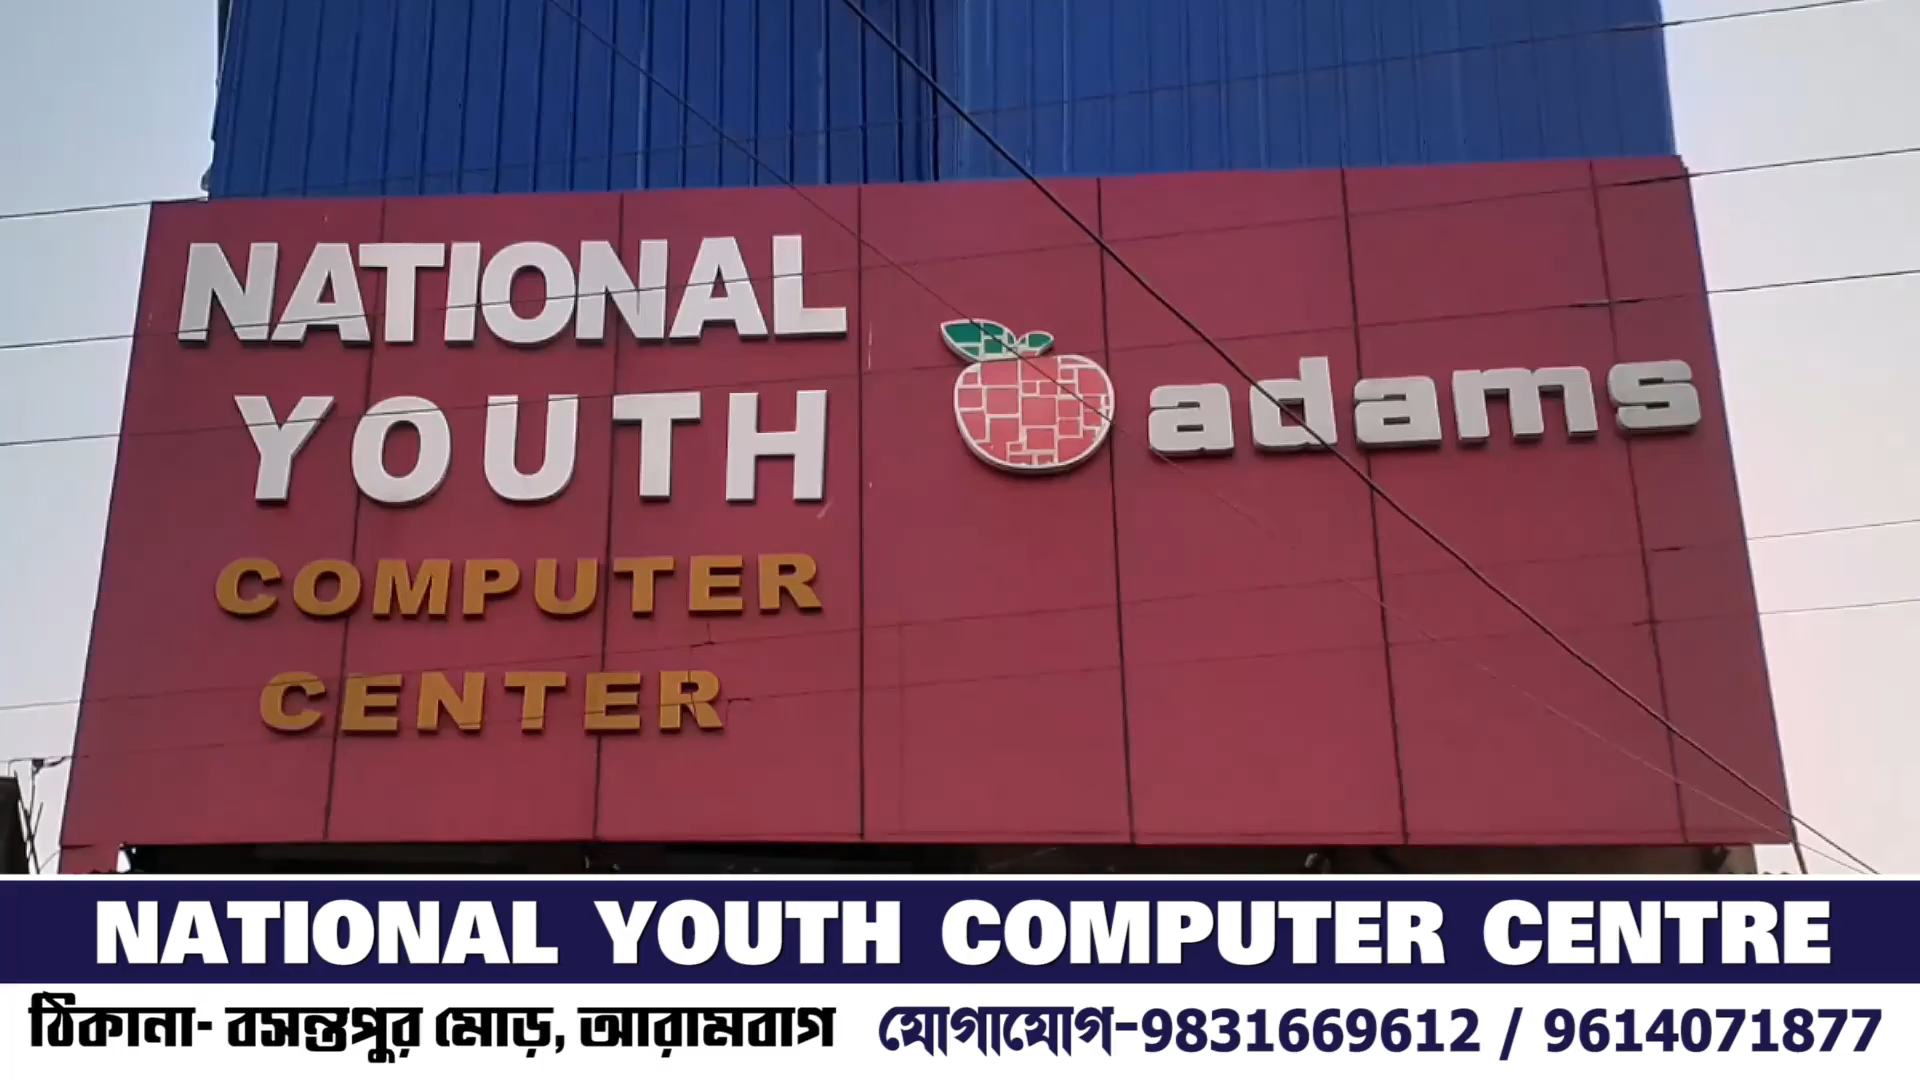 NATIONAL
YOUTH
COMPUTER
CENTER
adams
NATIONAL YOUTH COMPUTER CENTRE
ঠিকানা- বসন্তপুর মোড়, আরামবাগ যোগাযোগ-9831669612 / 9614071877